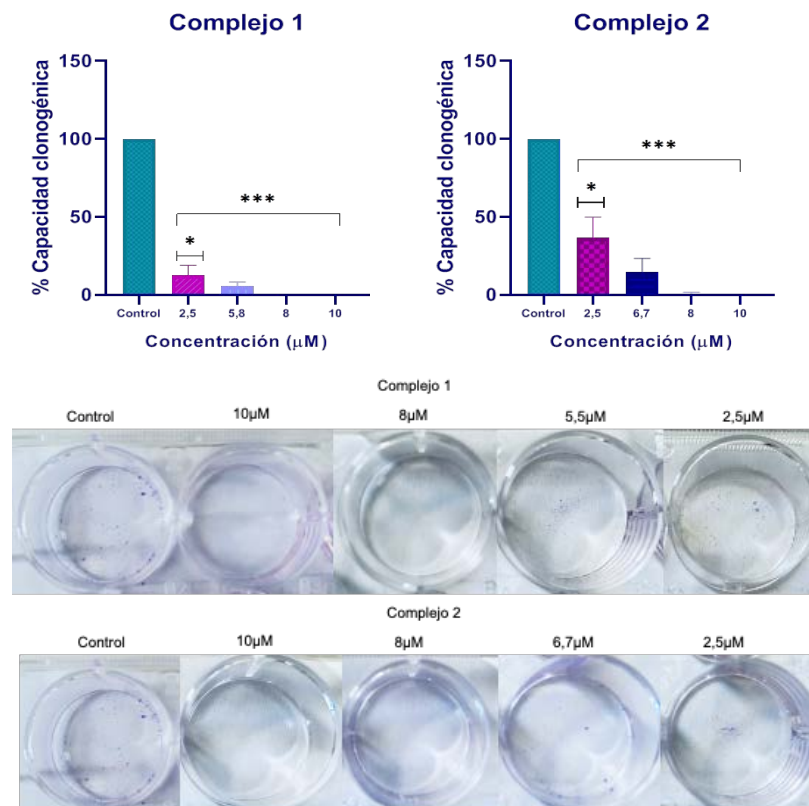 Complejo 1
% Capacidad clonogénica
150
100
50
0
***
*
Control 2,5 5,8 8 10
Concentración (μM)
Complejo 2
% Capacidad clonogénica
150
100
50
0
***
*
Control 2,5 6,7 8 10
Concentración (μM)
Complejo 1
Control 10μM 8μM 5,5μM 2,5μM
Complejo 2
Control 10μM 8μM 6,7μM 2,5μM